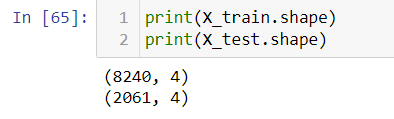 In [65]:
1 print(X_train.shape)
2 print(X_test.shape)
(8240, 4)
(2061, 4)